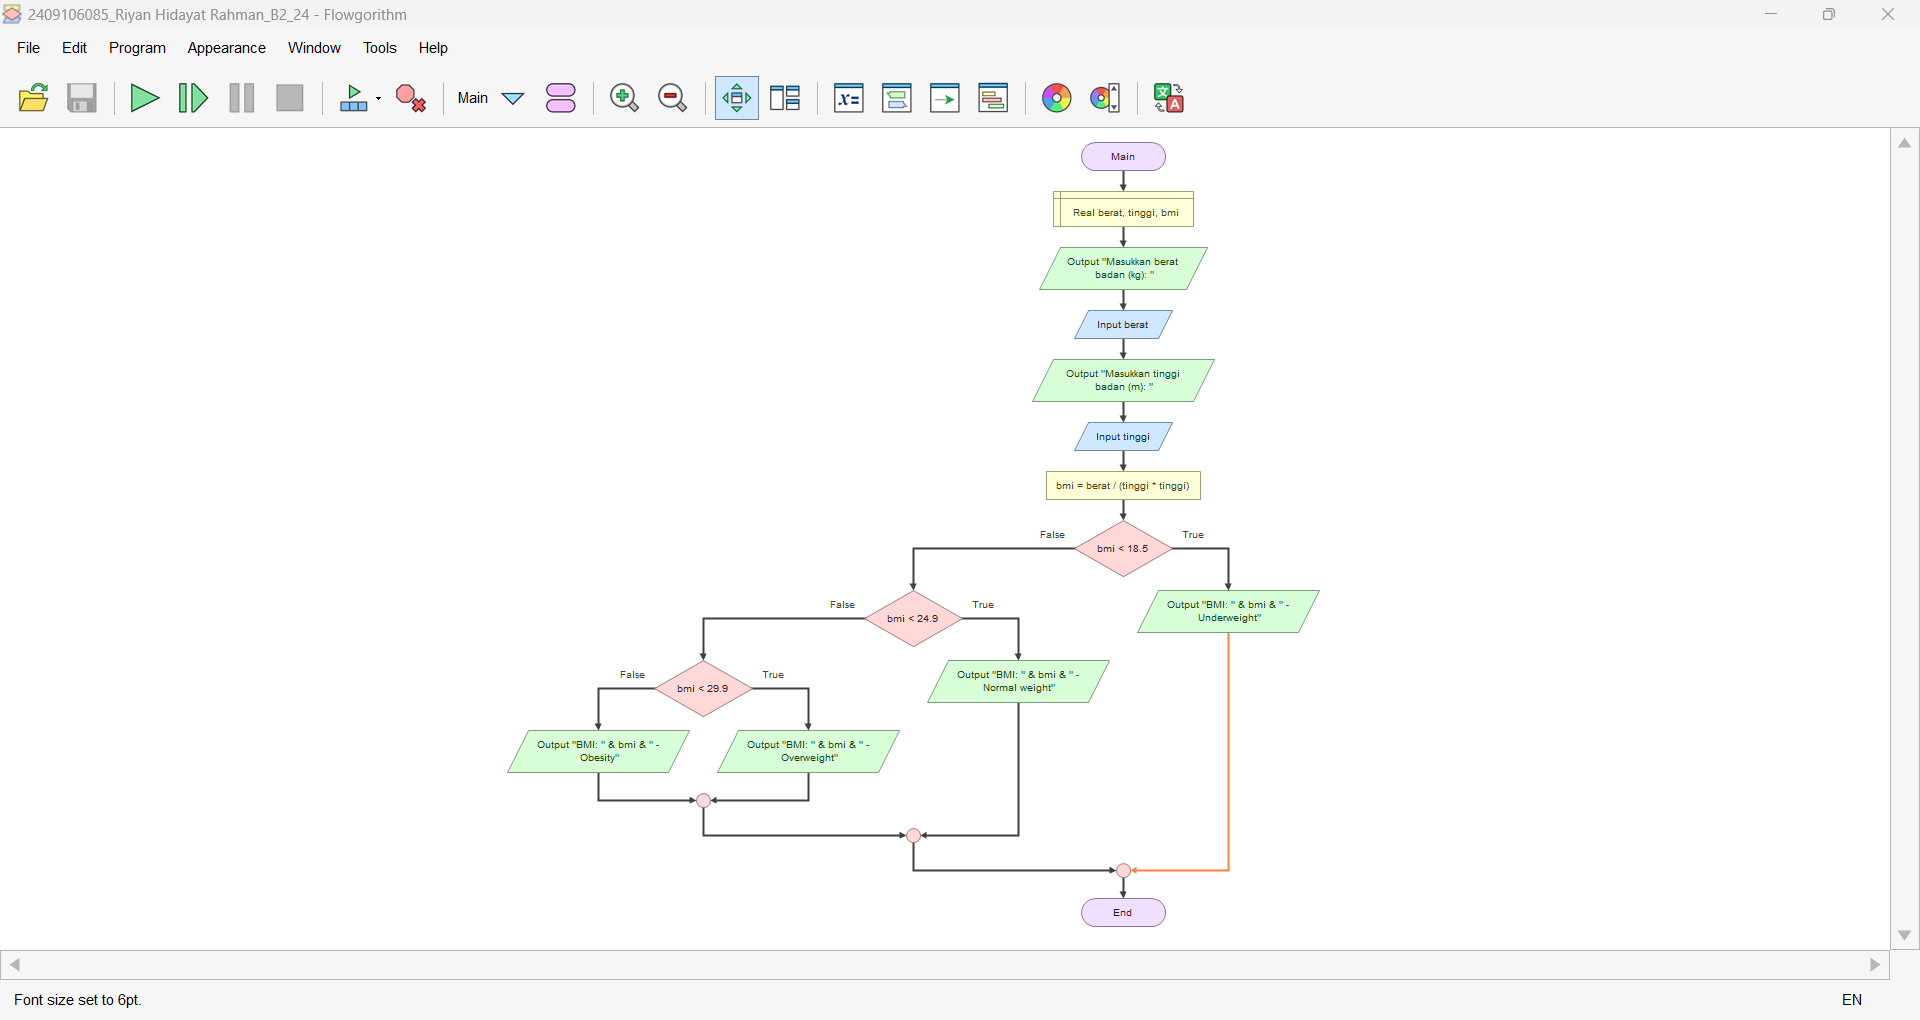 2409106085_Riyan Hidayat Rahman_B2_24 - Flowgorithm
File Edit Program Appearance Window Tools Help
Main
x=
文
A
Main
Real berat, tinggi, bmi
Output "Masukkan berat
badan (kg): "
Input berat
Output "Masukkan tinggi
badan (m): "
Input tinggi
bmi = berat / (tinggi * tinggi)
False
True
bmi < 18.5
Output "BMI: " & bmi & " -
Underweight"
False
True
bmi < 24.9
Output "BMI: " & bmi & " -
Normal weight"
False
True
bmi < 29.9
Output "BMI: " & bmi & " -
Obesity"
Output "BMI: " & bmi & " -
Overweight"
End
Font size set to 6pt.
EN